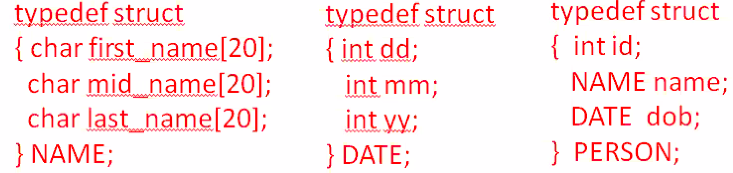 typedef struct
{ char first_name[20];
char mid_name[20];
char last_name[20];
} NAME;
typedef struct
{ int dd;
int mm;
int yy;
} DATE;
typedef struct
{ int id;
NAME name;
DATE dob;
} PERSON;